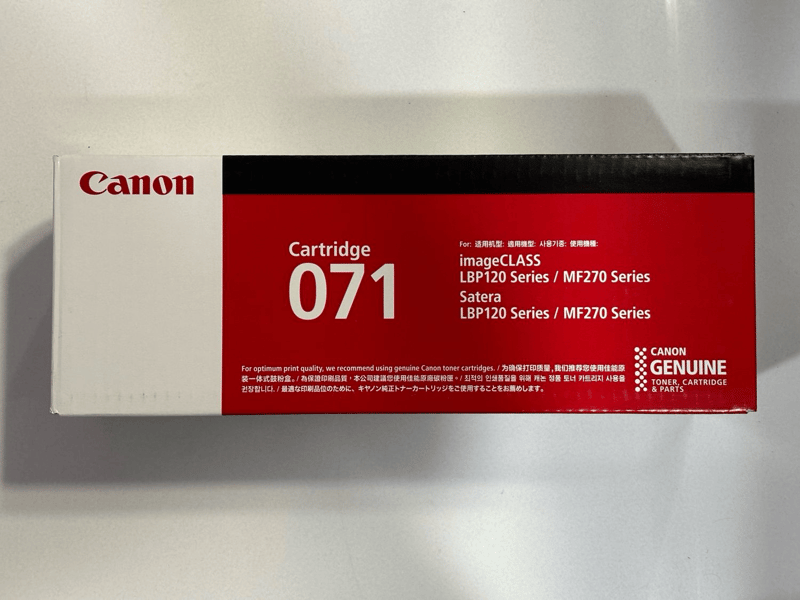 Canon
Cartridge
071
For: 适用机型: 適用機型: 사용기종: 使用機種:
imageCLASS
LBP120 Series / MF270 Series
Satera
LBP120 Series / MF270 Series
For optimum print quality, we recommend using genuine Canon toner cartridges. / 为确保打印质量，我们推荐您使用佳能原
装一体式鼓粉盒。/ 為保證印刷品質，本公司建議您使用佳能原廠碳粉匣。/ 최적의 인쇄품질을 위해 캐논 정품 토너 카트리지 사용을
권장합니다. / 最適な印刷品位のために、キヤノン純正トナーカートリッジをご使用することをお薦めします。
CANON
GENUINE
TONER, CARTRIDGE
& PARTS